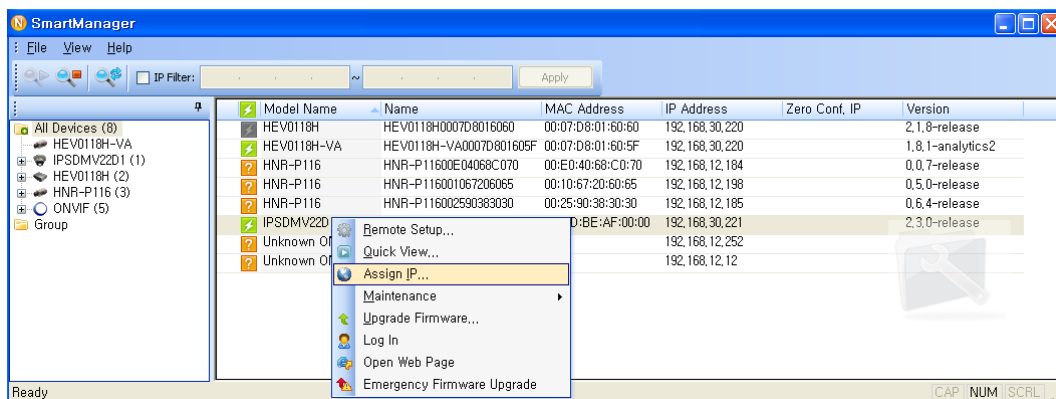 SmartManager
File View Help
IP Filter: . . . ~ . . . Apply
Model Name Name MAC Address IP Address Zero Conf, IP Version
All Devices (8)
HEV0118H-VA
IPSDMV22D1 (1)
HEV0118H (2)
HNR-P116 (3)
ONVIF (5)
Group
HEV0118H HEV0118H0007D8016060 00:07:D8:01:60:60 192,168,30,220 2,1,8-release
HEV0118H-VA HEV0118H-VA0007D801605F 00:07:D8:01:60:5F 192,168,30,220 1,8,1-analytics2
HNR-P116 HNR-P11600E04068C070 00:E0:40:68:C0:70 192,168,12,184 0,0,7-release
HNR-P116 HNR-P116001067206065 00:10:67:20:60:65 192,168,12,198 0,5,0-release
HNR-P116 HNR-P116002590383030 00:25:90:38:30:30 192,168,12,185 0,6,4-release
IPSDMV22D D:BE:AF:00:00 192,168,30,221 2,3,0-release
Unknown 192,168,12,252
Unknown 192,168,12,12
Remote Setup,,,
Quick View,,,
Assign IP,,,
Maintenance
Upgrade Firmware,,,
Log In
Open Web Page
Emergency Firmware Upgrade
Ready CAP NUM SCRL